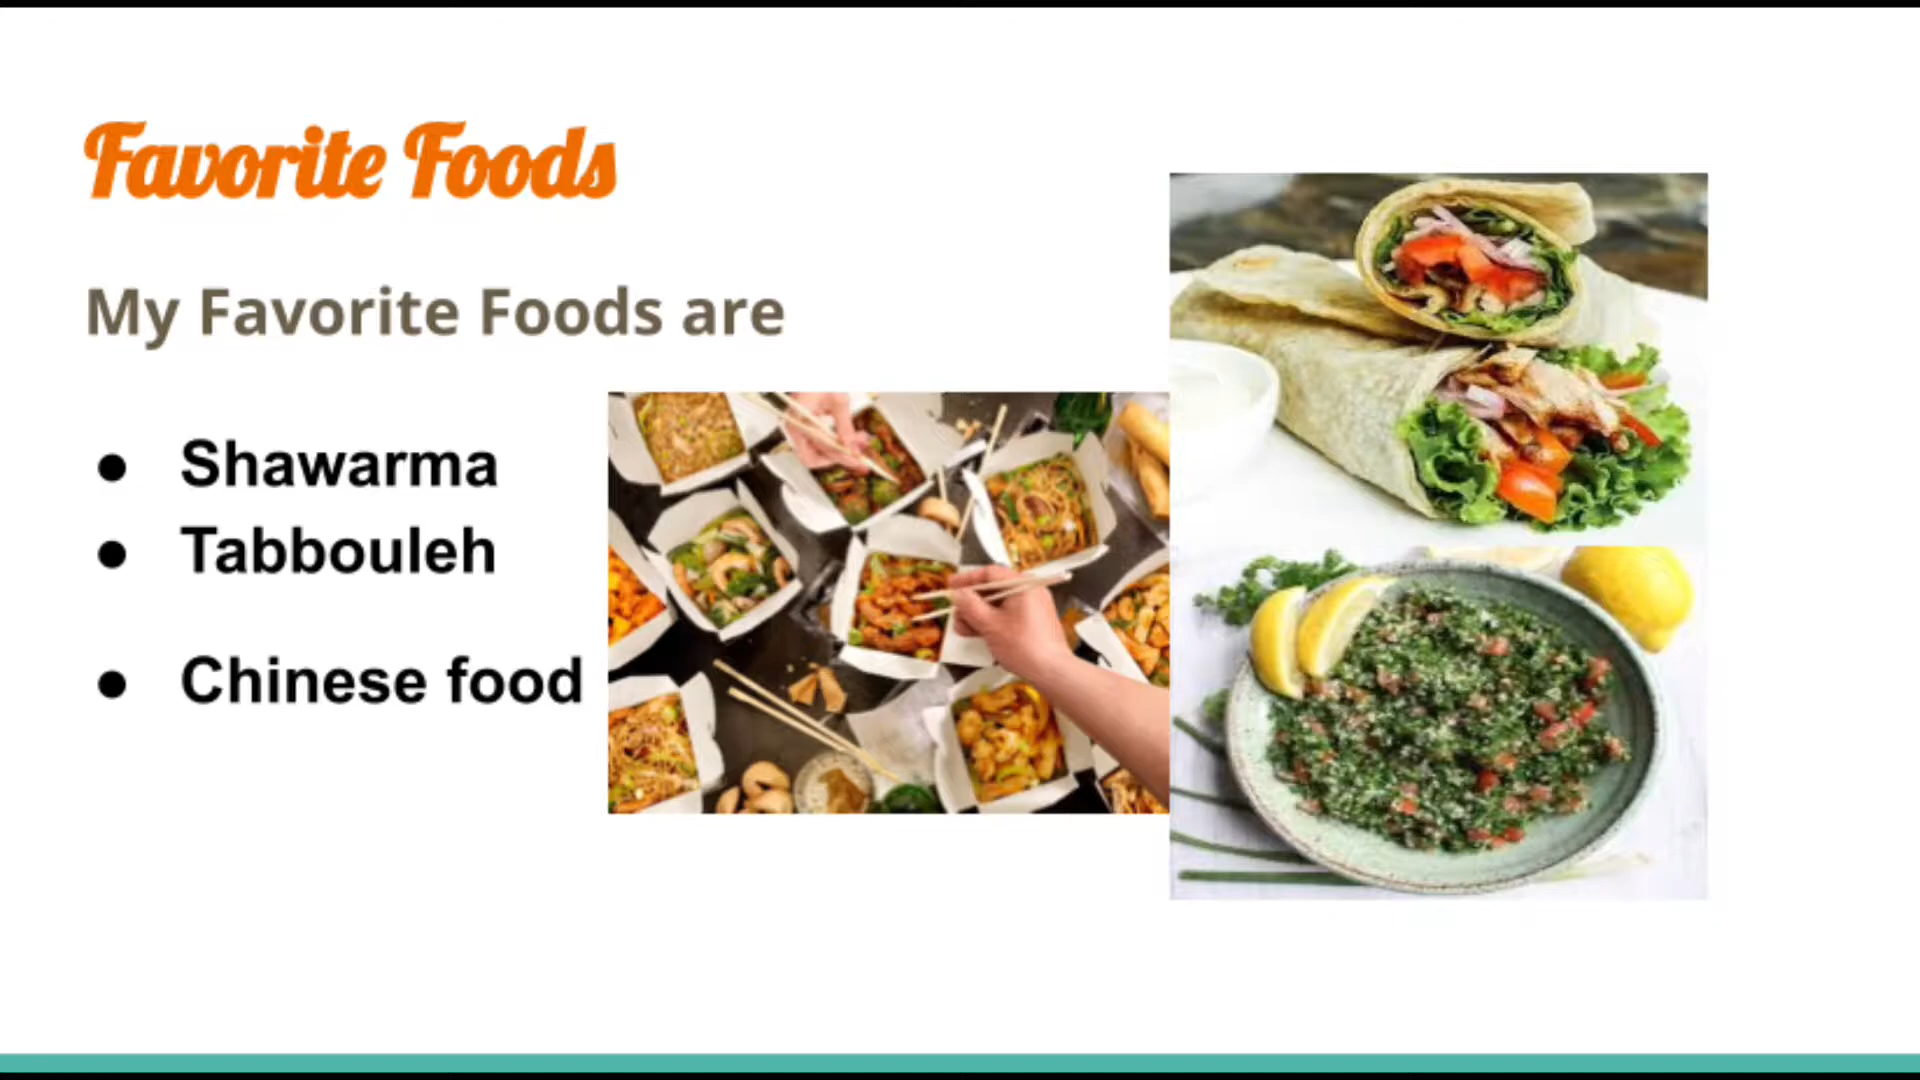 Favorite Foods
My Favorite Foods are
● Shawarma
● Tabbouleh
● Chinese food